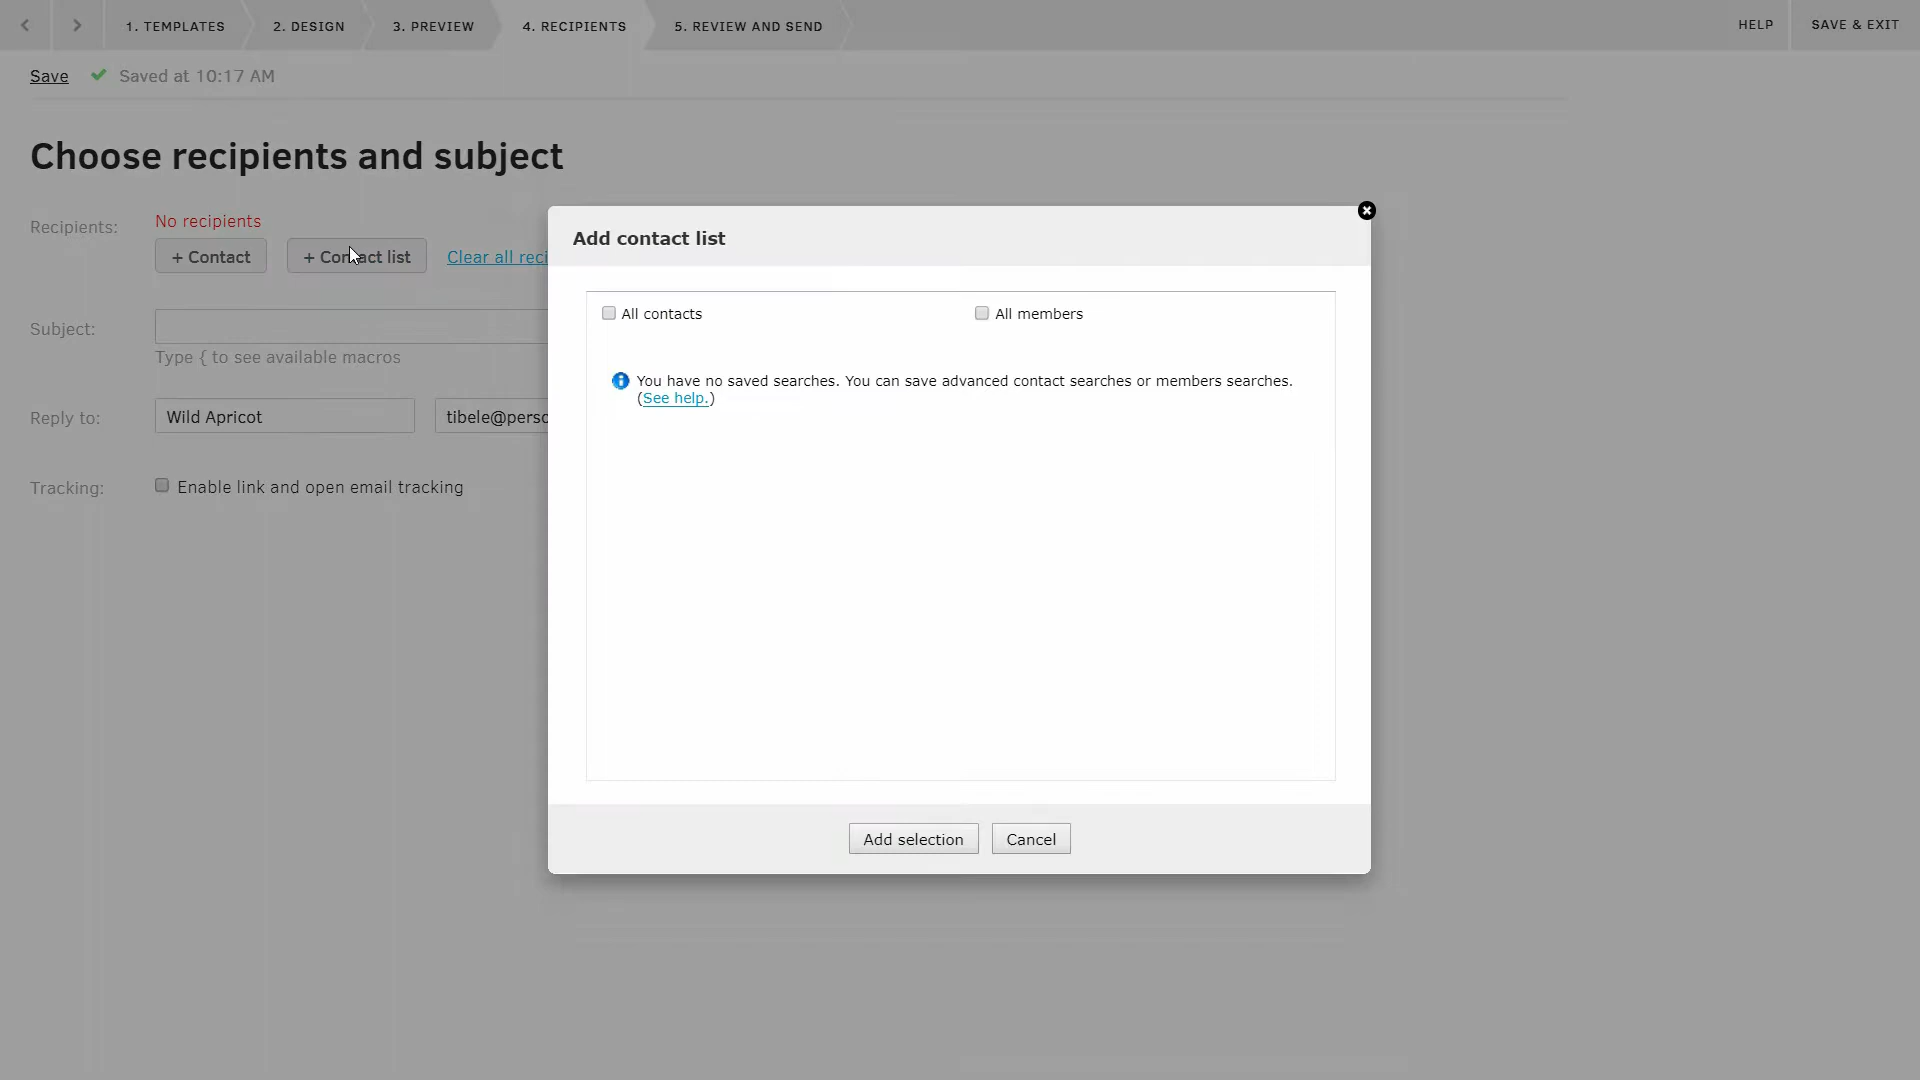 1. TEMPLATES
2. DESIGN
3. PREVIEW
4. RECIPIENTS
5. REVIEW AND SEND
HELP
SAVE & EXIT
Save
Saved at 10:17 AM
Choose recipients and subject
Recipients:
No recipients
+ Contact
+ Contact list
Clear all reci
Subject:
Type { to see available macros
Reply to:
Wild Apricot
tibele@perso
Tracking:
Enable link and open email tracking
Add contact list
All contacts
All members
You have no saved searches. You can save advanced contact searches or members searches.
(See help.)
Add selection
Cancel